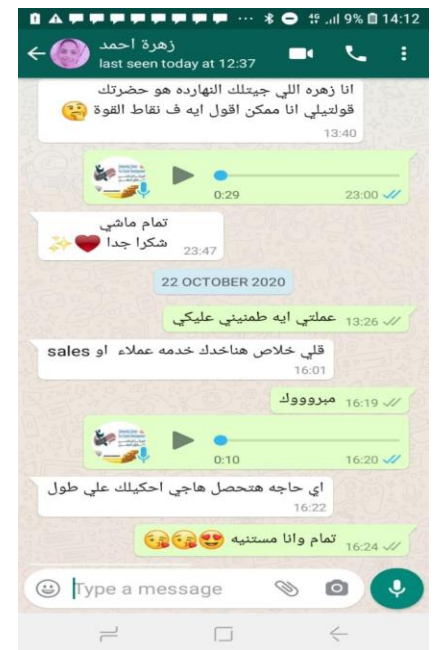 9% 14:12
زهرة احمد
last seen today at 12:37
انا زهره اللي جيتلك النهارده هو حضرتك
قولتيلي انا ممكن اقول ايه ف نقاط القوة 🤔
13:40
0:29 23:00
تمام ماشي
شكرا جدا ❤️✨ 23:47
22 OCTOBER 2020
عملتي ايه طمنيني عليكي 13:26
قلي خلاص هناخدك خدمه عملاء او sales
16:01
مبروووك 16:19
0:10 16:20
اي حاجه هتحصل هاجي احكيلك علي طول
16:22
تمام وانا مستنيه 😍😘😘 16:24
Type a message